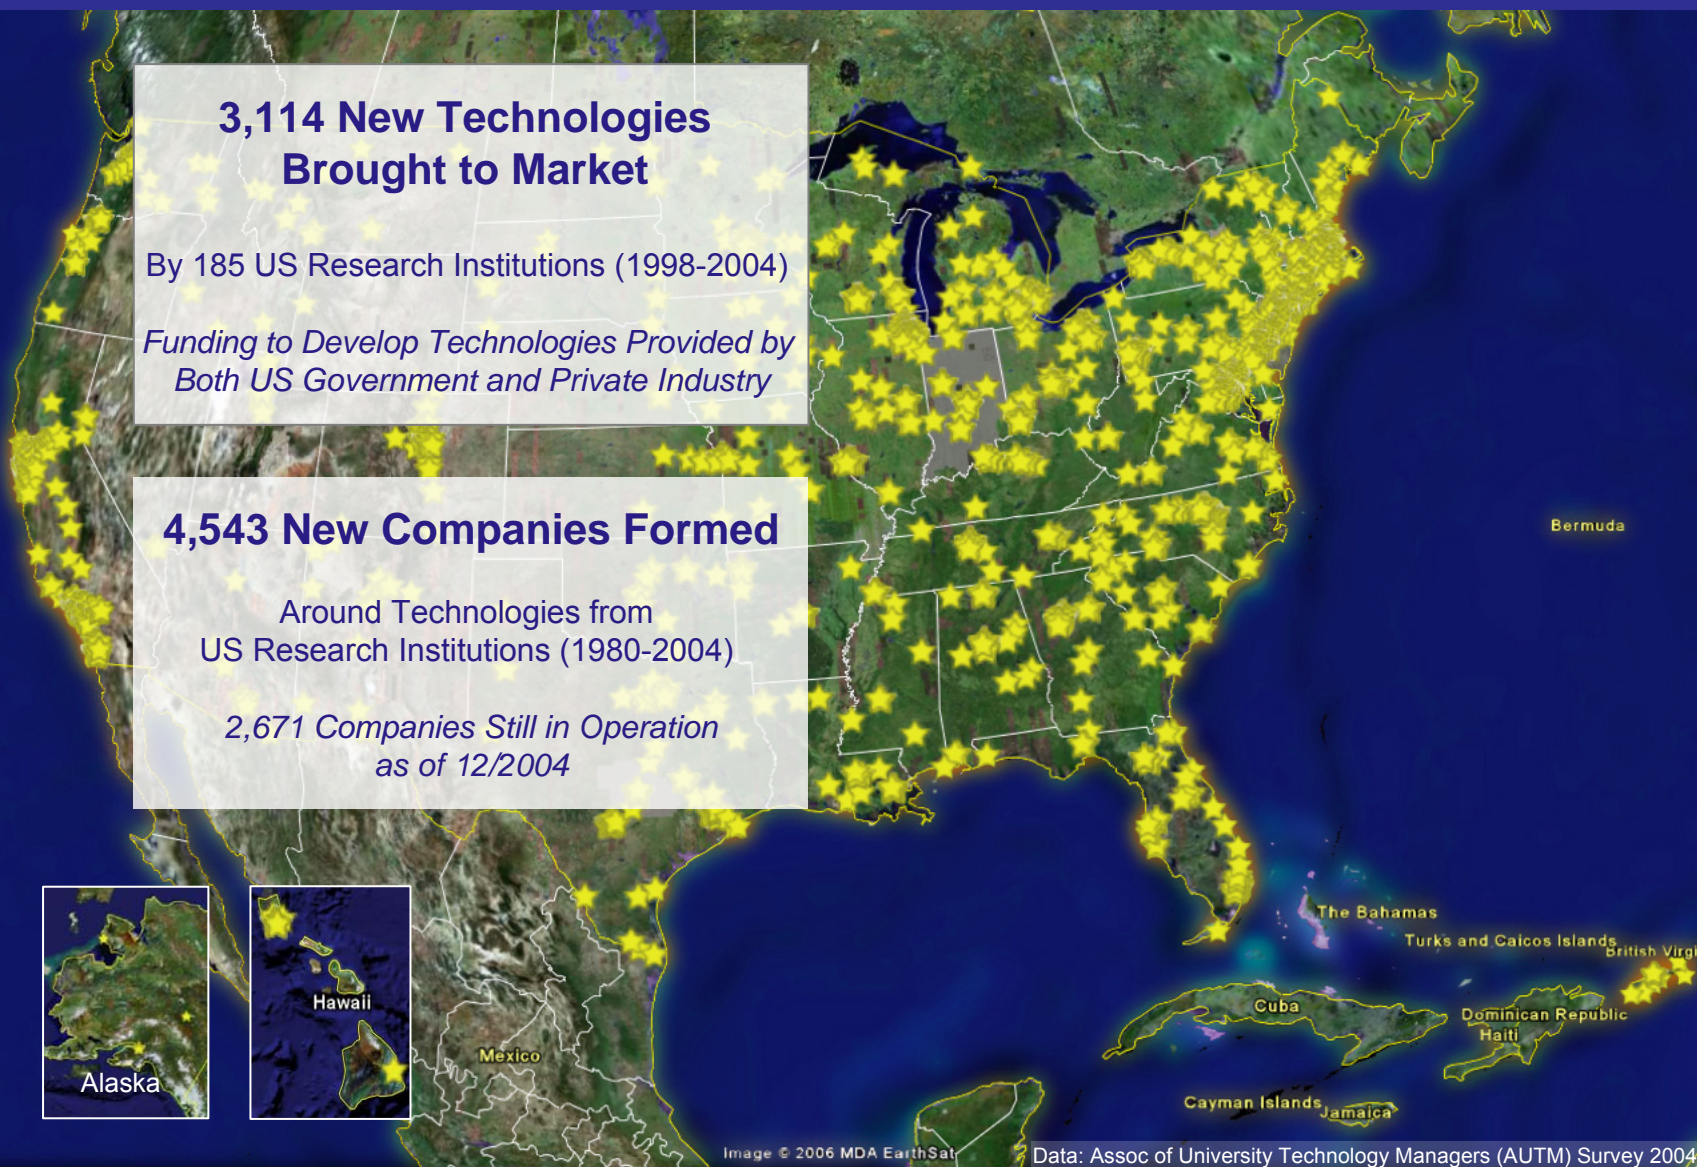 3,114 New Technologies
Brought to Market
By 185 US Research Institutions (1998-2004)
Funding to Develop Technologies Provided by
Both US Government and Private Industry
4,543 New Companies Formed
Around Technologies from
US Research Institutions (1980-2004)
2,671 Companies Still in Operation
as of 12/2004
Bermuda
The Bahamas
Turks and Caicos Islands
British Virgi
Cuba
Dominican Republic
Haiti
Cayman Islands
Jamaica
Mexico
Hawaii
Alaska
Image © 2006 MDA EarthSat
Data: Assoc of University Technology Managers (AUTM) Survey 2004